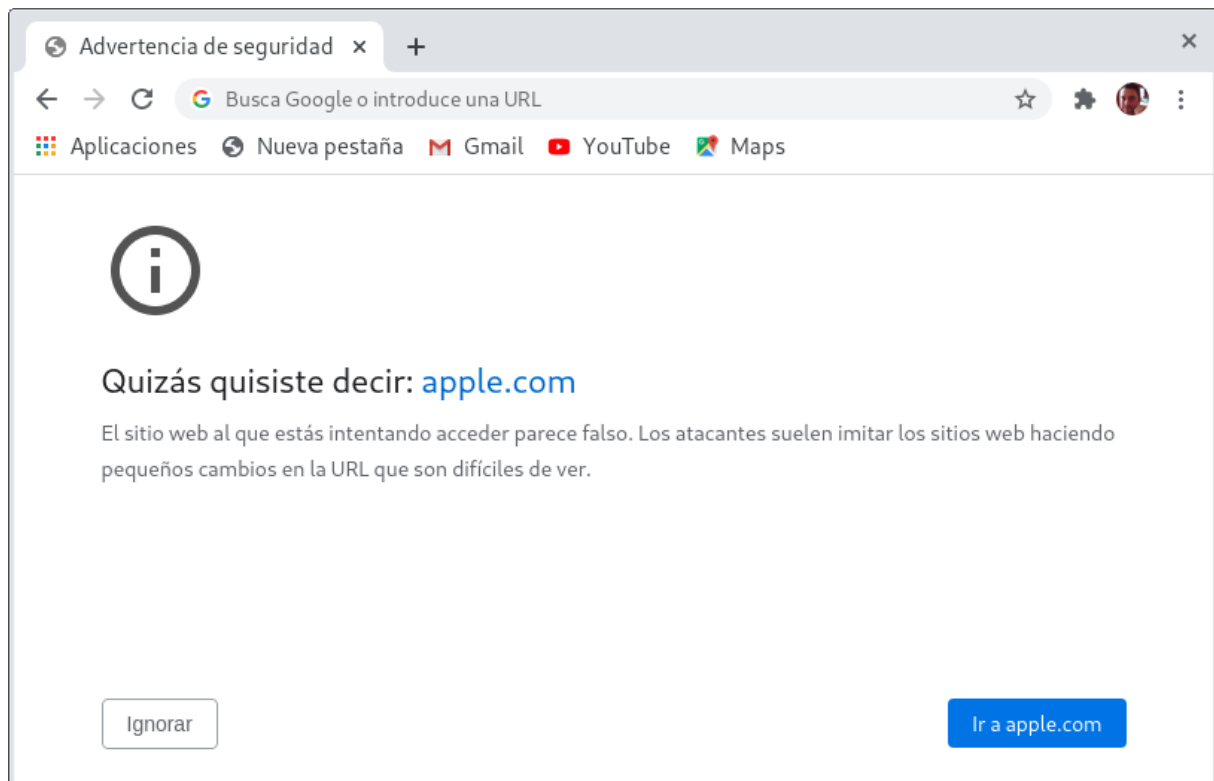 Advertencia de seguridad
Busca Google o introduce una URL
Aplicaciones Nueva pestaña Gmail YouTube Maps
Quizás quisiste decir: apple.com
El sitio web al que estás intentando acceder parece falso. Los atacantes suelen imitar los sitios web haciendo
pequeños cambios en la URL que son difíciles de ver.
Ignorar Ir a apple.com